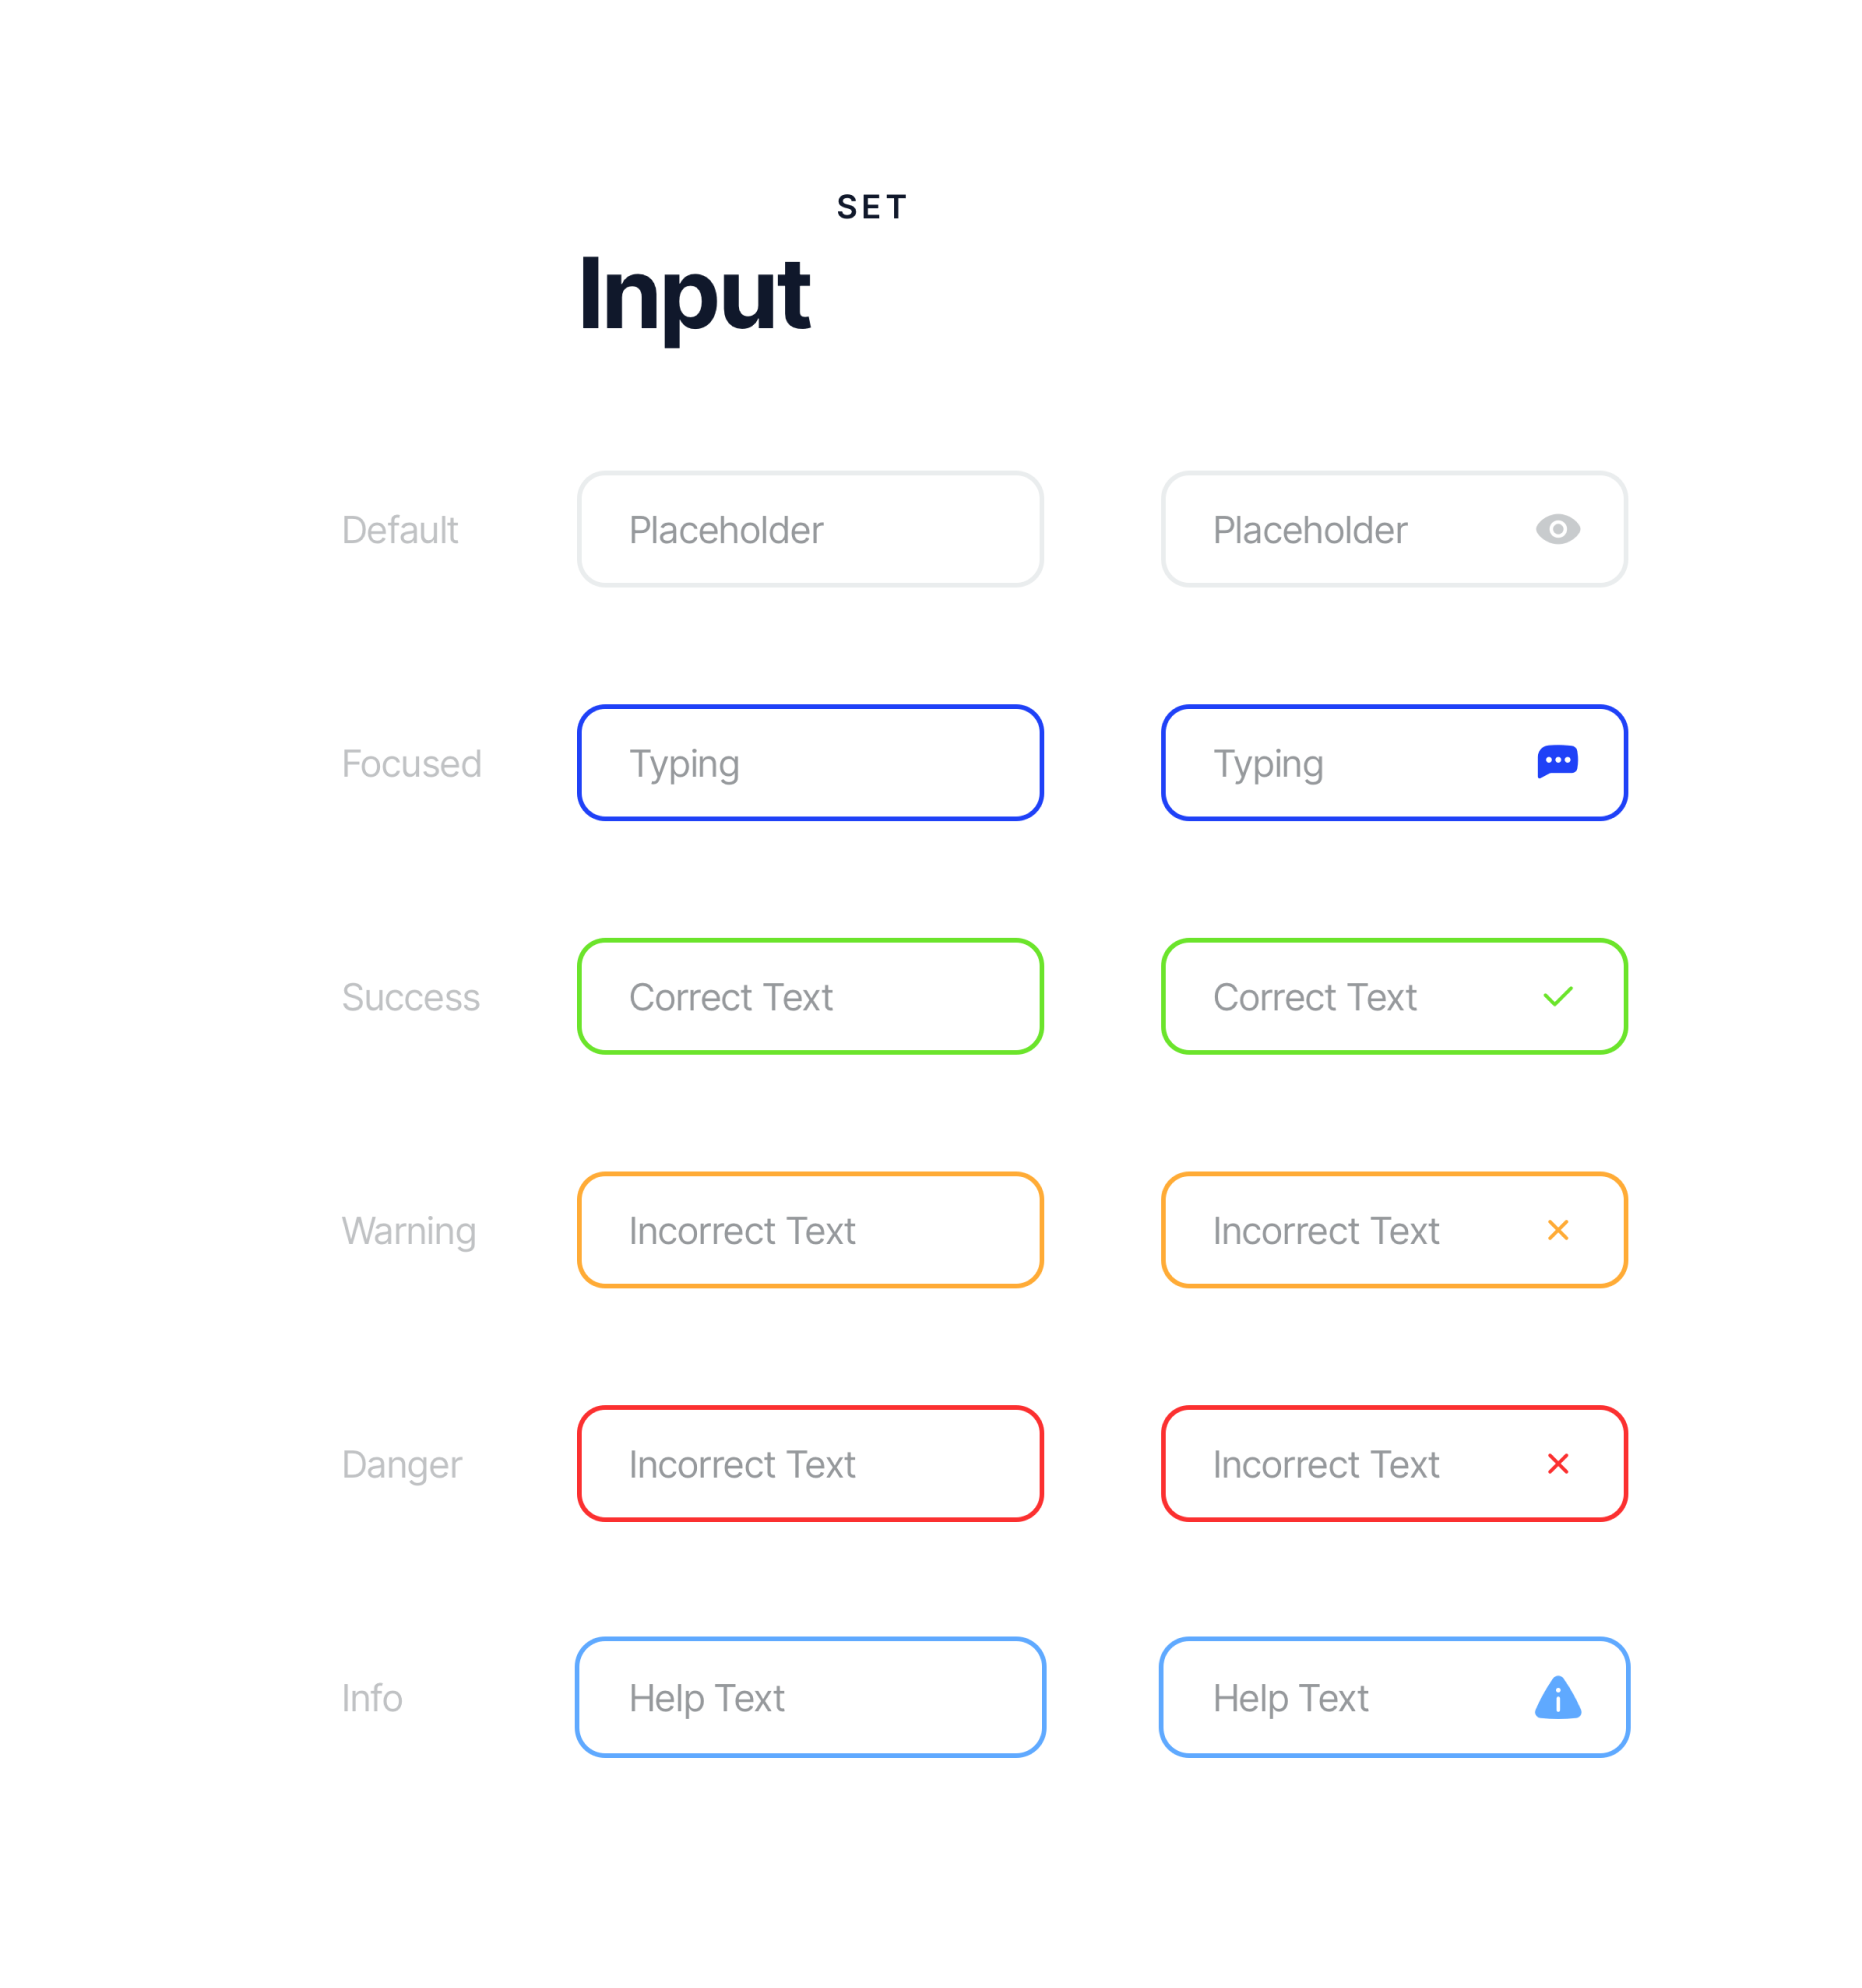 SET
Input
Default Placeholder Placeholder
Focused Typing Typing
Success Correct Text Correct Text
Warning Incorrect Text Incorrect Text
Danger Incorrect Text Incorrect Text
Info Help Text Help Text